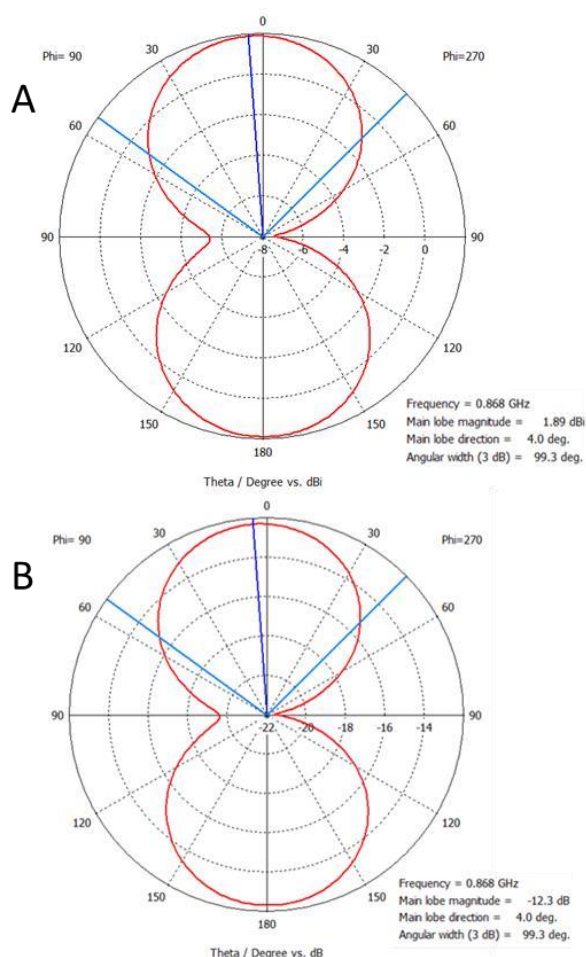 A
0
30
30
Phi= 90
Phi=270
60
60
90
-8
-6
-4
-2
0
90
120
120
150
150
180
Frequency = 0.868 GHz
Main lobe magnitude = 1.89 dBi
Main lobe direction = 4.0 deg.
Angular width (3 dB) = 99.3 deg.
Theta / Degree vs. dBi
B
0
30
30
Phi= 90
Phi=270
60
60
90
-22
-20
-18
-16
-14
90
120
120
150
150
180
Frequency = 0.868 GHz
Main lobe magnitude = -12.3 dB
Main lobe direction = 4.0 deg.
Angular width (3 dB) = 99.3 deg.
Theta / Degree vs. dB